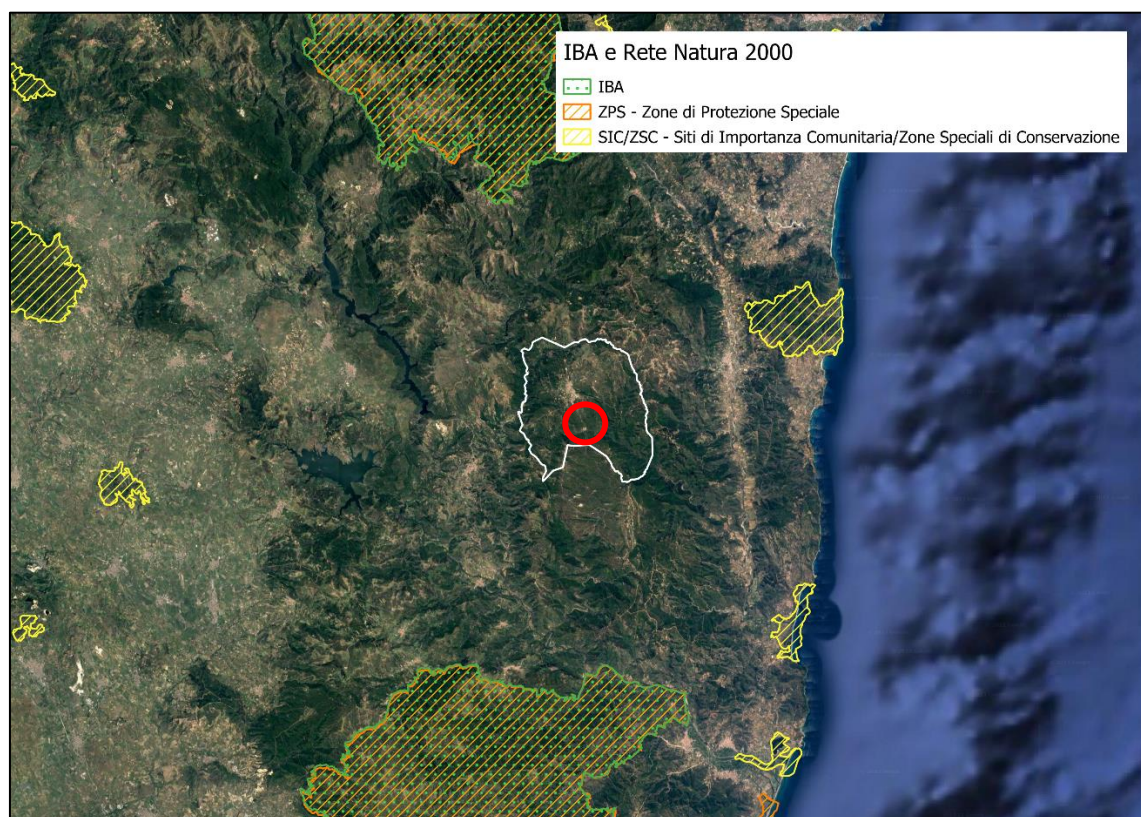 IBA e Rete Natura 2000
IBA
ZPS - Zone di Protezione Speciale
SIC/ZSC - Siti di Importanza Comunitaria/Zone Speciali di Conservazione